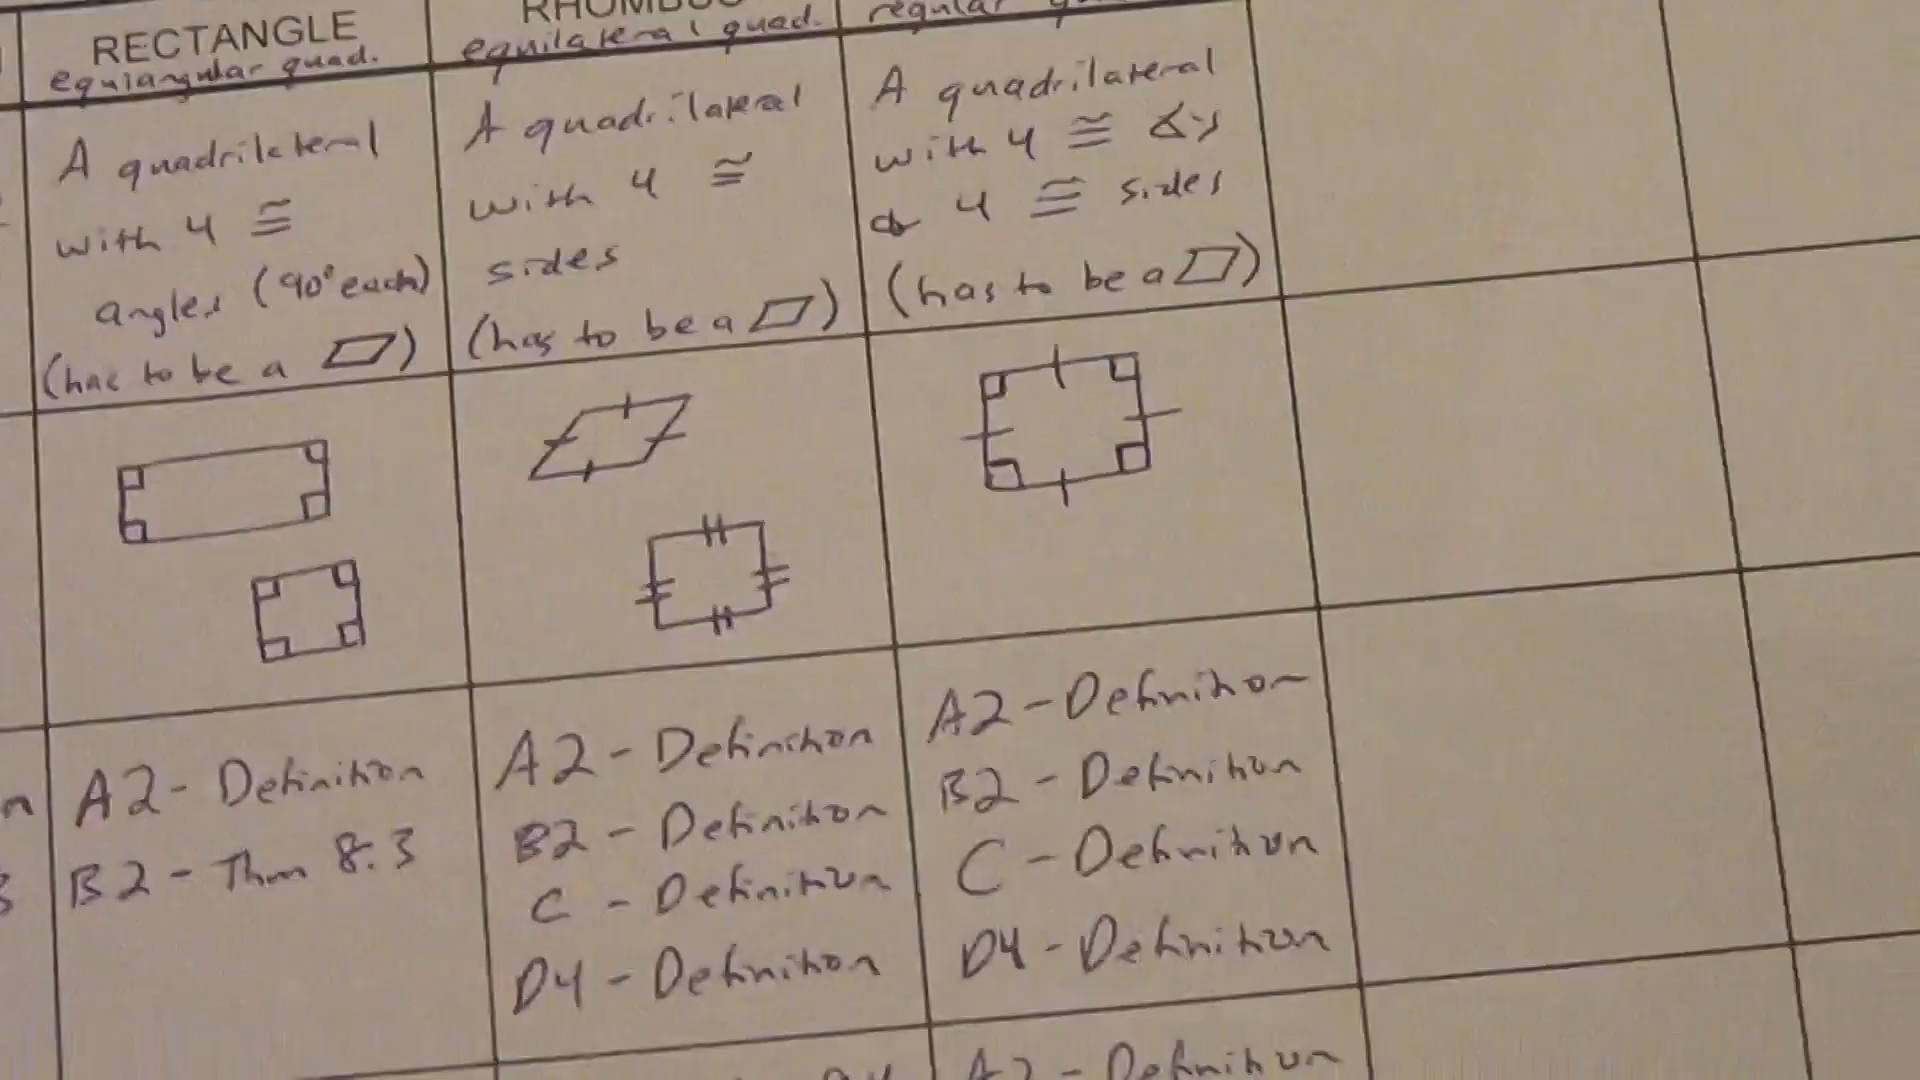 RECTANGLE
equiangular quad.
A quadrilateral
with 4 ≅
angles (90° each)
(has to be a ▱)
RHOMBUS
equilateral quad.
A quadrilateral
with 4 ≅
sides
(has to be a ▱)
regular
A quadrilateral
with 4 ≅ ∡'s
& 4 ≅ sides
(has to be a ▱)
n
A2 - Definition
B2 - Thm 8.3
A2 - Definition
B2 - Definition
C - Definition
D4 - Definition
A2 - Definition
B2 - Definition
C - Definition
D4 - Definition
A2 - Definition